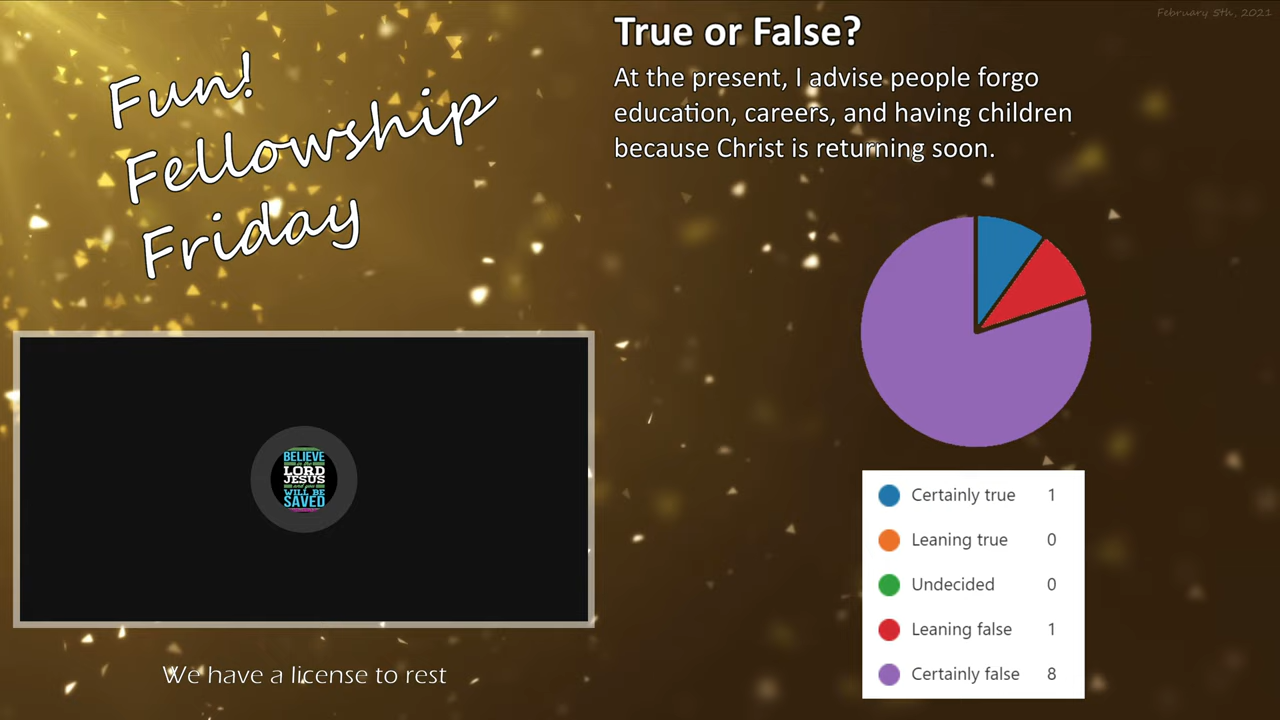 February 5th, 2021
Fun!
Fellowship
Friday
True or False?
At the present, I advise people forgo
education, careers, and having children
because Christ is returning soon.
BELIEVE
in the
LORD
JESUS
and you
WILL BE
SAVED
We have a license to rest
Certainly true 1
Leaning true 0
Undecided 0
Leaning false 1
Certainly false 8